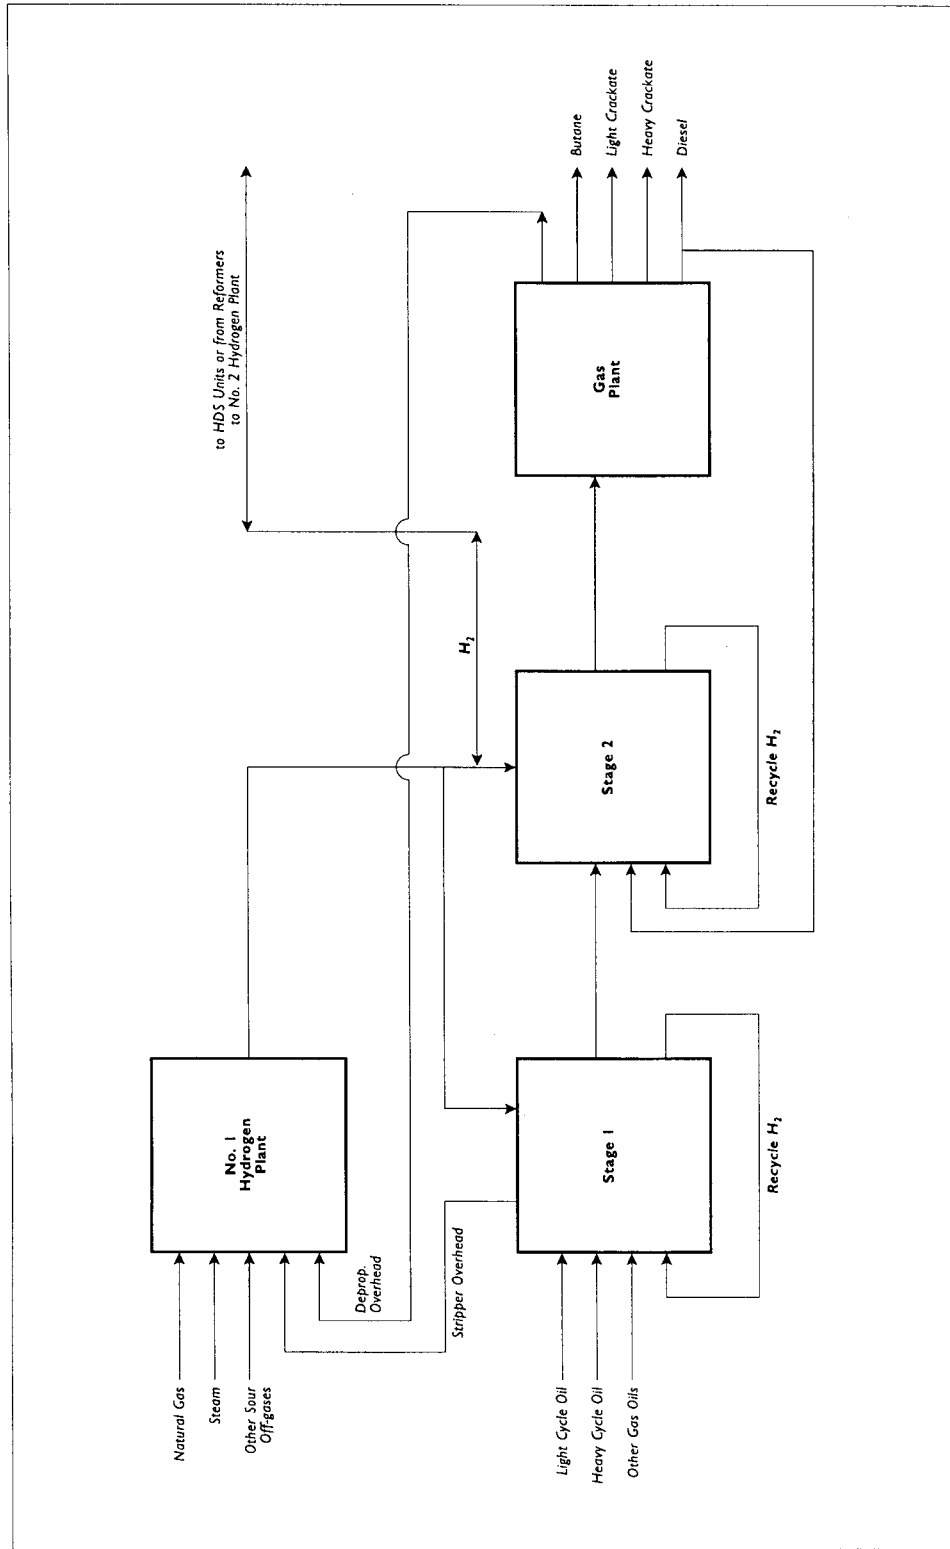 to HDS Units or from Reformers
to No. 2 Hydrogen Plant
Natural Gas
Steam
Other Sour
Off-gases
No. 1
Hydrogen
Plant
Deprop.
Overhead
Stripper Overhead
H₂
Light Cycle Oil
Heavy Cycle Oil
Other Gas Oils
Stage 1
Recycle H₂
Stage 2
Recycle H₂
Gas
Plant
Butane
Light Crackate
Heavy Crackate
Diesel